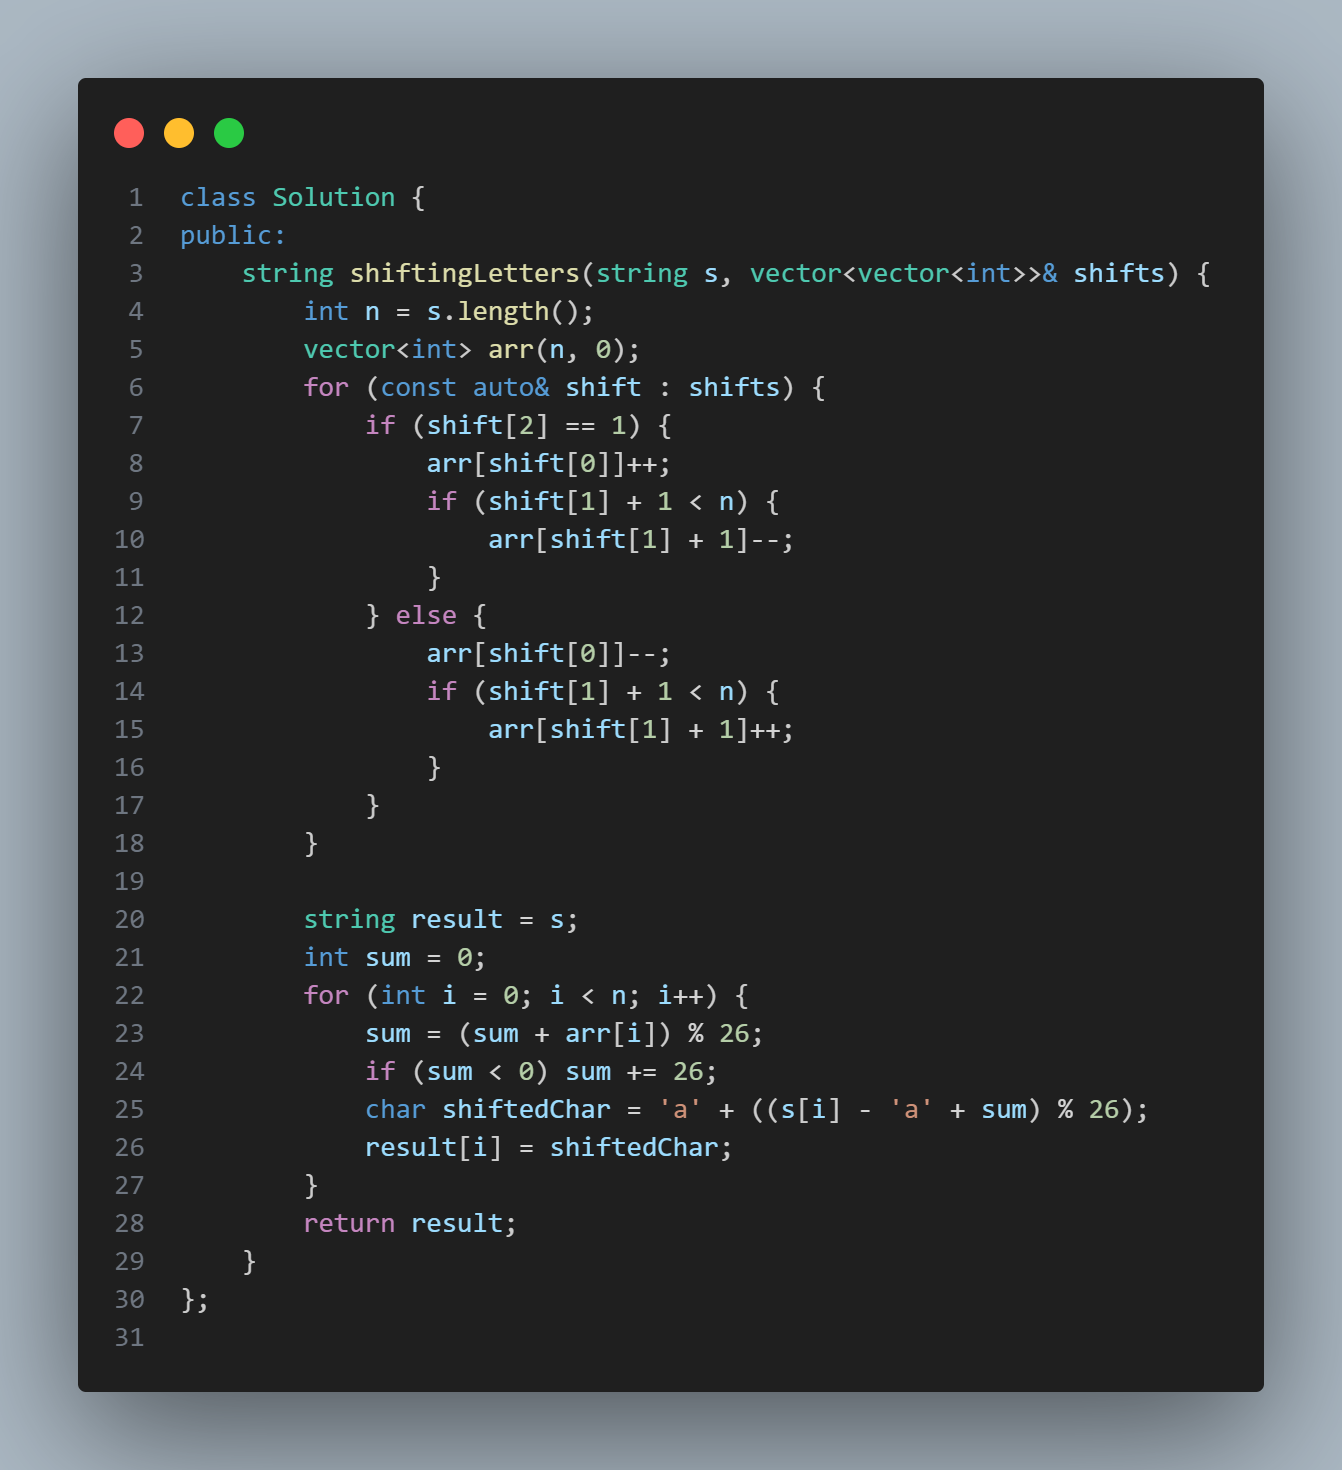 1 class Solution {
2 public:
3     string shiftingLetters(string s, vector<vector<int>>& shifts) {
4         int n = s.length();
5         vector<int> arr(n, 0);
6         for (const auto& shift : shifts) {
7             if (shift[2] == 1) {
8                 arr[shift[0]]++;
9                 if (shift[1] + 1 < n) {
10                     arr[shift[1] + 1]--;
11                 }
12             } else {
13                 arr[shift[0]]--;
14                 if (shift[1] + 1 < n) {
15                     arr[shift[1] + 1]++;
16                 }
17             }
18         }
19
20         string result = s;
21         int sum = 0;
22         for (int i = 0; i < n; i++) {
23             sum = (sum + arr[i]) % 26;
24             if (sum < 0) sum += 26;
25             char shiftedChar = 'a' + ((s[i] - 'a' + sum) % 26);
26             result[i] = shiftedChar;
27         }
28         return result;
29     }
30 };
31